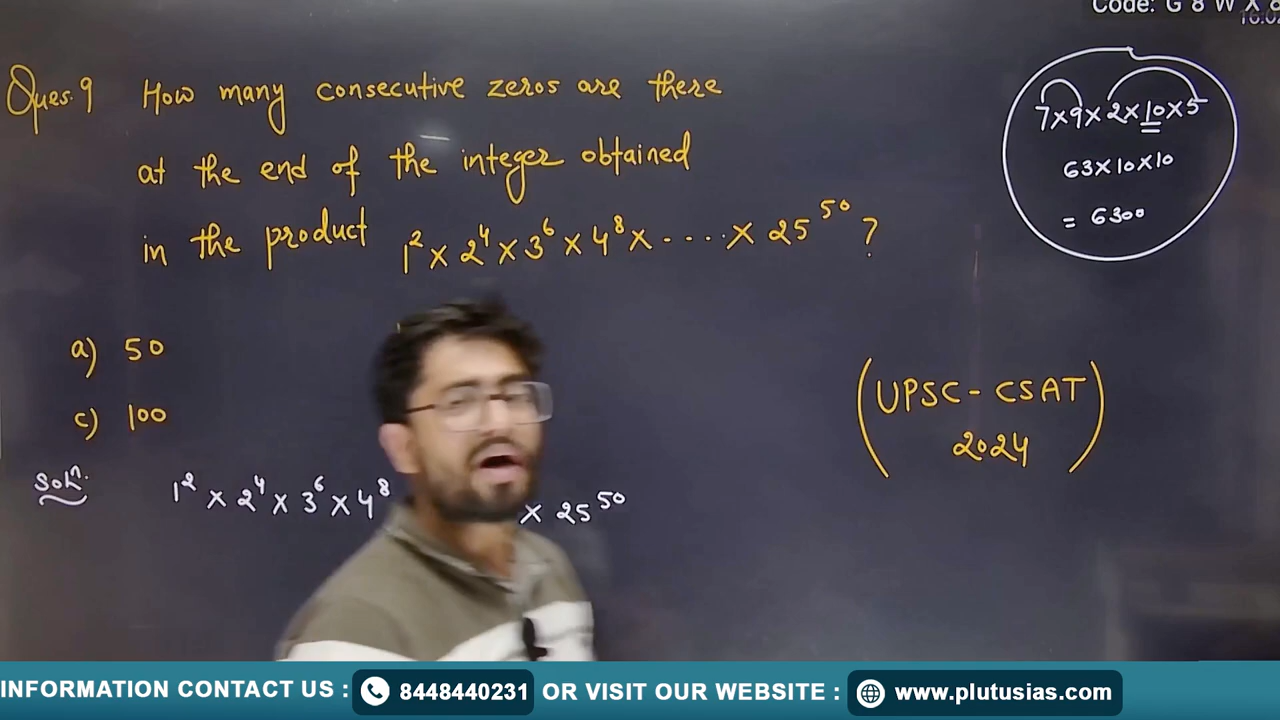 Code: G 8 W X
Ques. 9 How many consecutive zeros are there
at the end of the integer obtained
in the product 1² × 2⁴ × 3⁶ × 4⁸ × ..... × 25⁵⁰ ?
7×9×2×10×5
63×10×10
= 6300
a) 50
c) 100
(UPSC - CSAT
2024)
Solⁿ. 1² × 2⁴ × 3⁶ × 4⁸ × 25⁵⁰
INFORMATION CONTACT US : 8448440231 OR VISIT OUR WEBSITE : www.plutusias.com